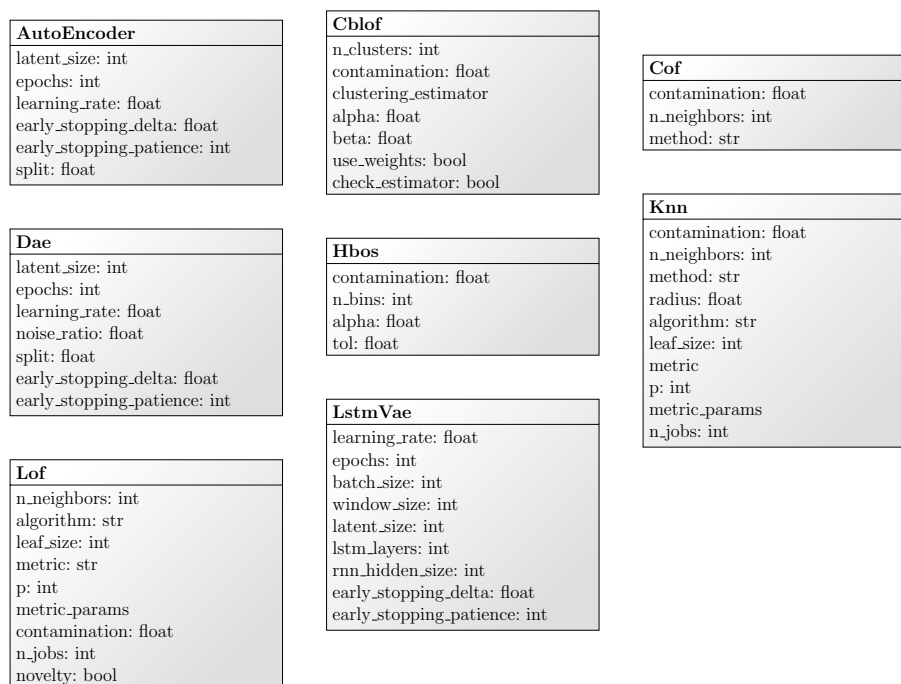 AutoEncoder
latent_size: int
epochs: int
learning_rate: float
early_stopping_delta: float
early_stopping_patience: int
split: float
Dae
latent_size: int
epochs: int
learning_rate: float
noise_ratio: float
split: float
early_stopping_delta: float
early_stopping_patience: int
Lof
n_neighbors: int
algorithm: str
leaf_size: int
metric: str
p: int
metric_params
contamination: float
n_jobs: int
novelty: bool
Cblof
n_clusters: int
contamination: float
clustering_estimator
alpha: float
beta: float
use_weights: bool
check_estimator: bool
Hbos
contamination: float
n_bins: int
alpha: float
tol: float
LstmVae
learning_rate: float
epochs: int
batch_size: int
window_size: int
latent_size: int
lstm_layers: int
rnn_hidden_size: int
early_stopping_delta: float
early_stopping_patience: int
Cof
contamination: float
n_neighbors: int
method: str
Knn
contamination: float
n_neighbors: int
method: str
radius: float
algorithm: str
leaf_size: int
metric
p: int
metric_params
n_jobs: int